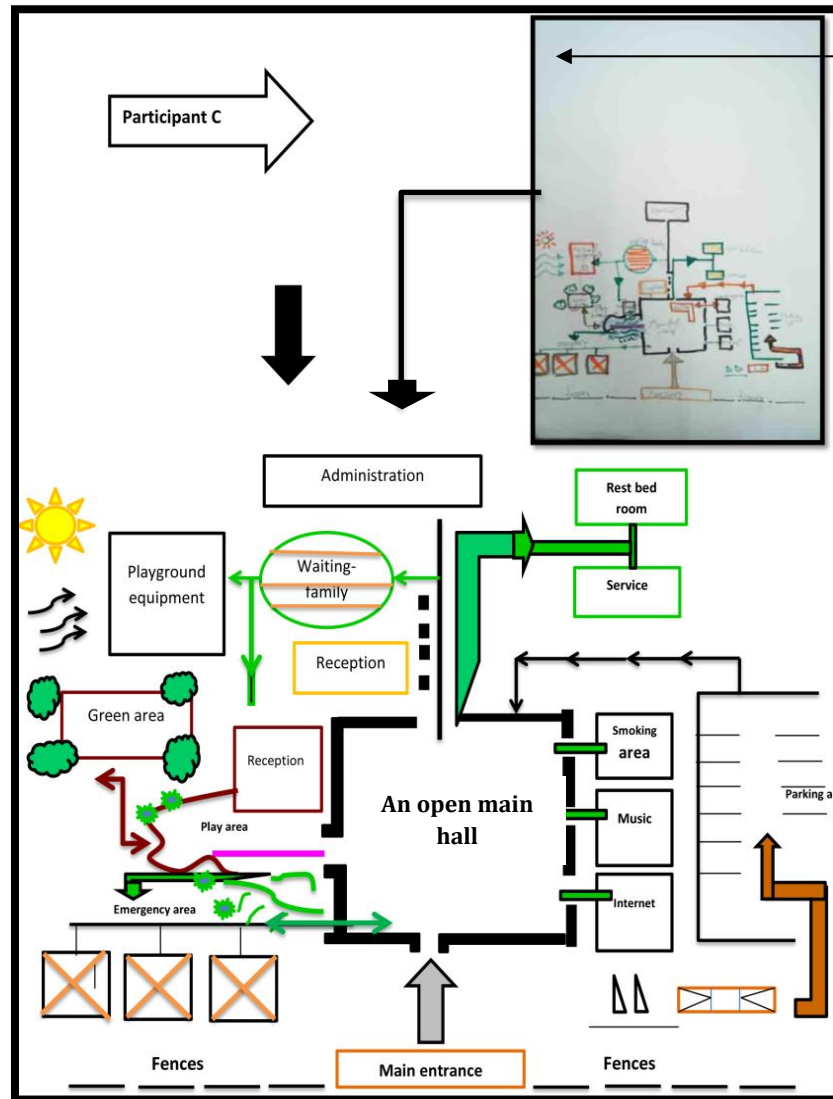 Participant C
Administration
Rest bed
room
Service
Playground
equipment
Waiting-
family
Reception
Green area
Reception
Play area
An open main
hall
Smoking
area
Music
Internet
Parking a
Emergency area
Fences
Main entrance
Fences